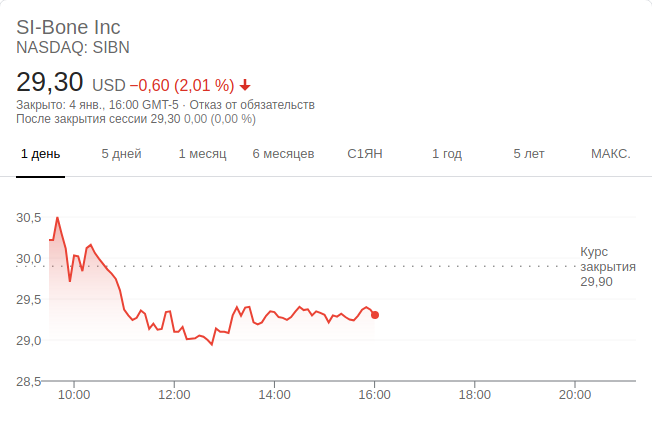 SI-Bone Inc
NASDAQ: SIBN
29,30 USD −0,60 (2,01 %)
Закрыто: 4 янв., 16:00 GMT-5 · Отказ от обязательств
После закрытия сессии 29,30 0,00 (0,00 %)
1 день 5 дней 1 месяц 6 месяцев С1ЯН 1 год 5 лет МАКС.
30,5
30,0
29,5
29,0
28,5
Курс
закрытия
29,90
10:00 12:00 14:00 16:00 18:00 20:00